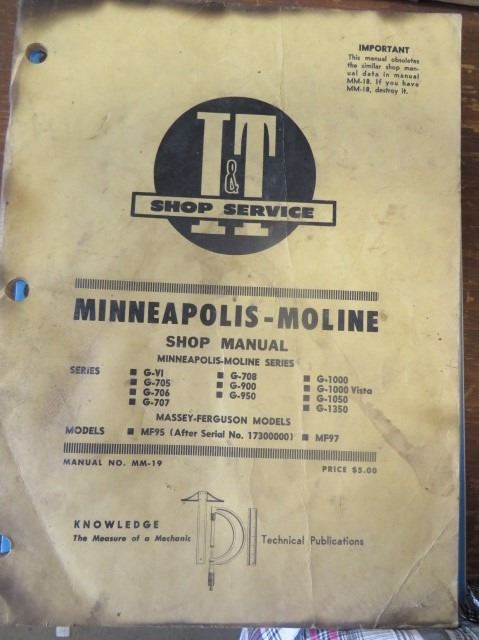 IMPORTANT
This manual obsoletes
the similar shop man-
ual data in manual
MM-18. If you have
MM-18, destroy it.
I&T
SHOP SERVICE
MINNEAPOLIS-MOLINE
SHOP MANUAL
MINNEAPOLIS-MOLINE SERIES
SERIES ■ G-VI ■ G-708 ■ G-1000
■ G-705 ■ G-900 ■ G-1000 Vista
■ G-706 ■ G-950 ■ G-1050
■ G-707 ■ G-1350
MASSEY-FERGUSON MODELS
MODELS ■ MF95 (After Serial No. 17300000) ■ MF97
MANUAL NO. MM-19 PRICE $5.00
KNOWLEDGE
The Measure of a Mechanic TPI Technical Publications